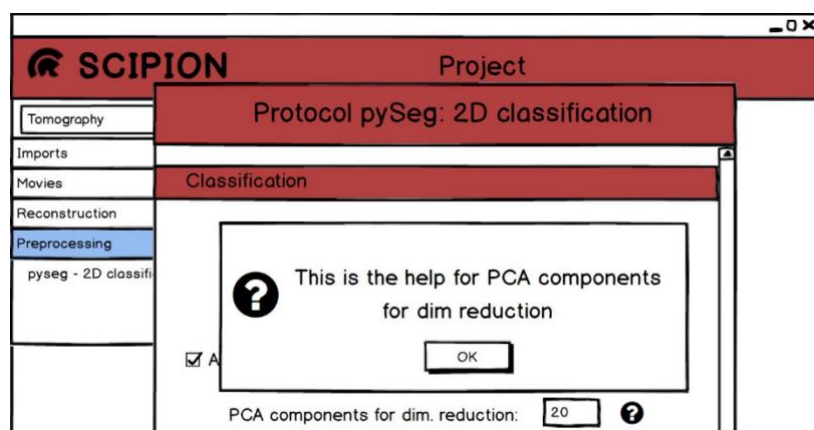 SCIPION
Project
Protocol pySeg: 2D classification
Tomography
Imports
Movies
Classification
Reconstruction
Preprocessing
pyseg - 2D classifi
This is the help for PCA components
for dim reduction
OK
A
PCA components for dim. reduction: 20